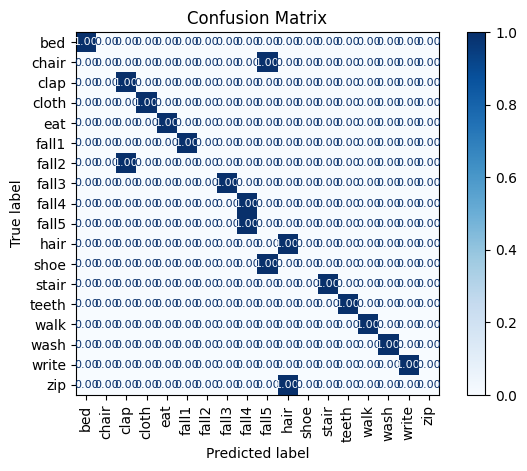 Confusion Matrix
True label
bed 1.00 0.00 0.00 0.00 0.00 0.00 0.00 0.00 0.00 0.00 0.00 0.00 0.00 0.00 0.00 0.00 0.00 0.00
chair 0.00 0.00 0.00 0.00 0.00 0.00 0.00 0.00 0.00 1.00 0.00 0.00 0.00 0.00 0.00 0.00 0.00 0.00
clap 0.00 0.00 1.00 0.00 0.00 0.00 0.00 0.00 0.00 0.00 0.00 0.00 0.00 0.00 0.00 0.00 0.00 0.00
cloth 0.00 0.00 0.00 1.00 0.00 0.00 0.00 0.00 0.00 0.00 0.00 0.00 0.00 0.00 0.00 0.00 0.00 0.00
eat 0.00 0.00 0.00 0.00 1.00 0.00 0.00 0.00 0.00 0.00 0.00 0.00 0.00 0.00 0.00 0.00 0.00 0.00
fall1 0.00 0.00 0.00 0.00 0.00 1.00 0.00 0.00 0.00 0.00 0.00 0.00 0.00 0.00 0.00 0.00 0.00 0.00
fall2 0.00 0.00 1.00 0.00 0.00 0.00 0.00 0.00 0.00 0.00 0.00 0.00 0.00 0.00 0.00 0.00 0.00 0.00
fall3 0.00 0.00 0.00 0.00 0.00 0.00 0.00 1.00 0.00 0.00 0.00 0.00 0.00 0.00 0.00 0.00 0.00 0.00
fall4 0.00 0.00 0.00 0.00 0.00 0.00 0.00 0.00 1.00 0.00 0.00 0.00 0.00 0.00 0.00 0.00 0.00 0.00
fall5 0.00 0.00 0.00 0.00 0.00 0.00 0.00 0.00 1.00 0.00 0.00 0.00 0.00 0.00 0.00 0.00 0.00 0.00
hair 0.00 0.00 0.00 0.00 0.00 0.00 0.00 0.00 0.00 0.00 1.00 0.00 0.00 0.00 0.00 0.00 0.00 0.00
shoe 0.00 0.00 0.00 0.00 0.00 0.00 0.00 0.00 0.00 1.00 0.00 0.00 0.00 0.00 0.00 0.00 0.00 0.00
stair 0.00 0.00 0.00 0.00 0.00 0.00 0.00 0.00 0.00 0.00 0.00 0.00 1.00 0.00 0.00 0.00 0.00 0.00
teeth 0.00 0.00 0.00 0.00 0.00 0.00 0.00 0.00 0.00 0.00 0.00 0.00 0.00 1.00 0.00 0.00 0.00 0.00
walk 0.00 0.00 0.00 0.00 0.00 0.00 0.00 0.00 0.00 0.00 0.00 0.00 0.00 0.00 1.00 0.00 0.00 0.00
wash 0.00 0.00 0.00 0.00 0.00 0.00 0.00 0.00 0.00 0.00 0.00 0.00 0.00 0.00 0.00 1.00 0.00 0.00
write 0.00 0.00 0.00 0.00 0.00 0.00 0.00 0.00 0.00 0.00 0.00 0.00 0.00 0.00 0.00 0.00 1.00 0.00
zip 0.00 0.00 0.00 0.00 0.00 0.00 0.00 0.00 0.00 0.00 1.00 0.00 0.00 0.00 0.00 0.00 0.00 0.00
bed chair clap cloth eat fall1 fall2 fall3 fall4 fall5 hair shoe stair teeth walk wash write zip
Predicted label
1.0
0.8
0.6
0.4
0.2
0.0